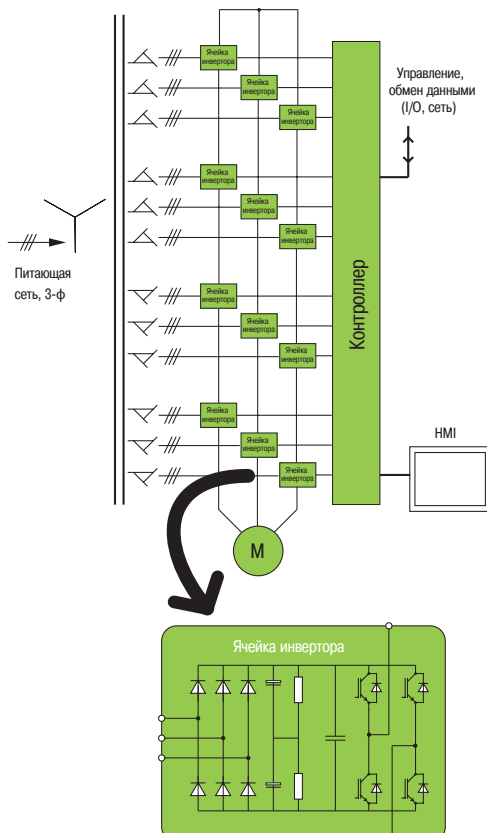 Ячейка
инвертора
Ячейка
инвертора
Ячейка
инвертора
Управление,
обмен данными
(I/O, сеть)
Ячейка
инвертора
Ячейка
инвертора
Ячейка
инвертора
Питающая
сеть, 3-ф
Контроллер
Ячейка
инвертора
Ячейка
инвертора
Ячейка
инвертора
Ячейка
инвертора
Ячейка
инвертора
Ячейка
инвертора
HMI
M
Ячейка инвертора